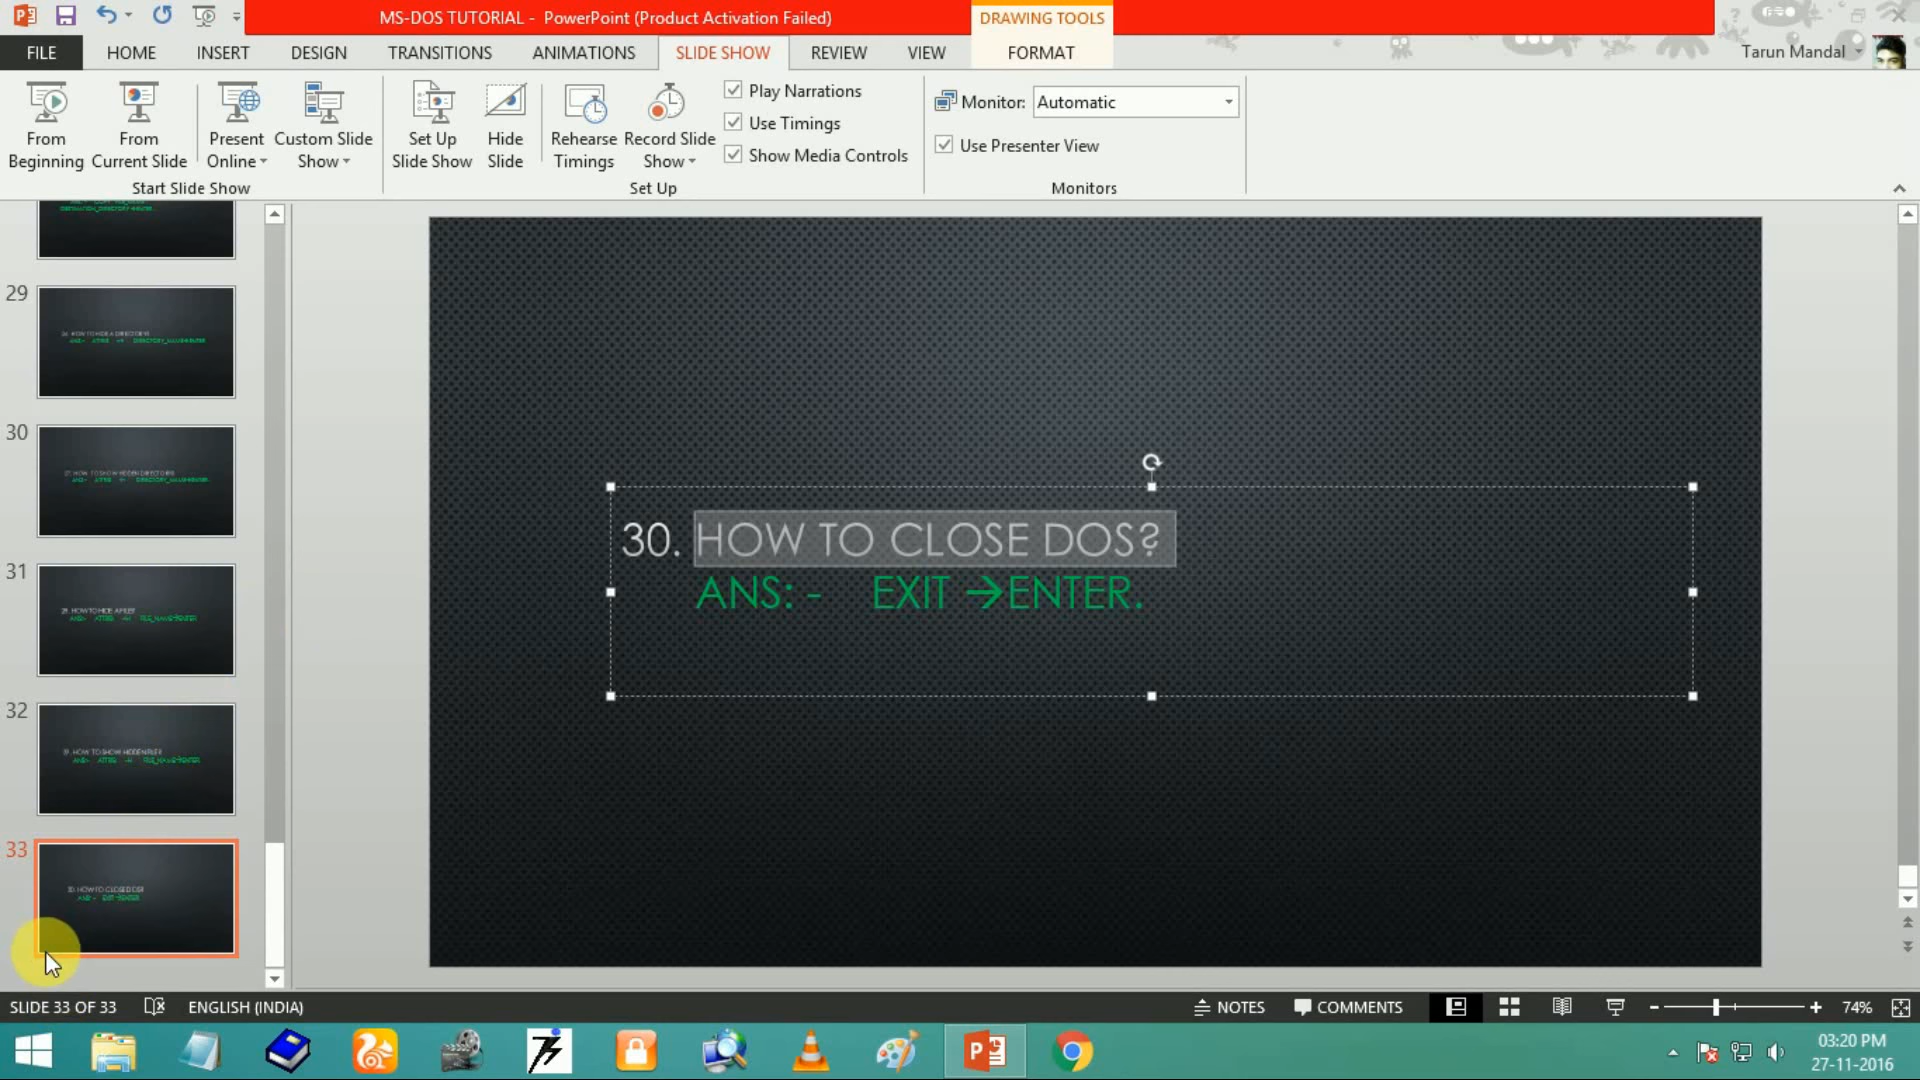 MS-DOS TUTORIAL - PowerPoint (Product Activation Failed)
DRAWING TOOLS
FILE HOME INSERT DESIGN TRANSITIONS ANIMATIONS SLIDE SHOW REVIEW VIEW FORMAT
Tarun Mandal
From Beginning
From Current Slide
Present Online
Custom Slide Show
Start Slide Show
Set Up Slide Show
Hide Slide
Rehearse Timings
Record Slide Show
Play Narrations
Use Timings
Show Media Controls
Set Up
Monitor: Automatic
Use Presenter View
Monitors
29
30
31
32
33
30. HOW TO CLOSE DOS?
ANS: - EXIT →ENTER.
SLIDE 33 OF 33
ENGLISH (INDIA)
NOTES
COMMENTS
74%
03:20 PM
27-11-2016